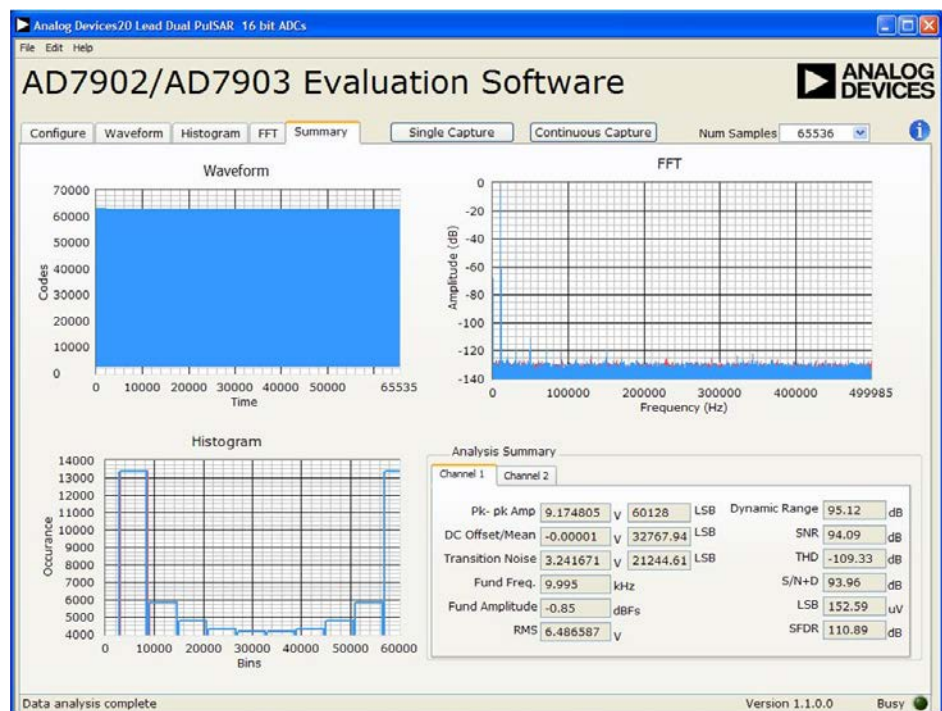 Analog Devices20 Lead Dual PulSAR 16 bit ADCs
File Edit Help
AD7902/AD7903 Evaluation Software
ANALOG
DEVICES
Configure Waveform Histogram FFT Summary Single Capture Continuous Capture Num Samples 65536
Waveform
70000
60000
50000
40000
30000
20000
10000
0
Codes
0 10000 20000 30000 40000 50000 65535
Time
FFT
0
-20
-40
-60
-80
-100
-120
-140
Amplitude (dB)
0 100000 200000 300000 400000 499985
Frequency (Hz)
Histogram
14000
13000
12000
11000
10000
9000
8000
7000
6000
5000
4000
Occurance
0 10000 20000 30000 40000 50000 60000
Bins
Analysis Summary
Channel 1 Channel 2
Pk- pk Amp 9.174805 V 60128 LSB Dynamic Range 95.12 dB
DC Offset/Mean -0.00001 V 32767.94 LSB SNR 94.09 dB
Transition Noise 3.241671 V 21244.61 LSB THD -109.33 dB
Fund Freq. 9.995 kHz S/N+D 93.96 dB
Fund Amplitude -0.85 dBFs LSB 152.59 uV
RMS 6.486587 V SFDR 110.89 dB
Data analysis complete Version 1.1.0.0 Busy